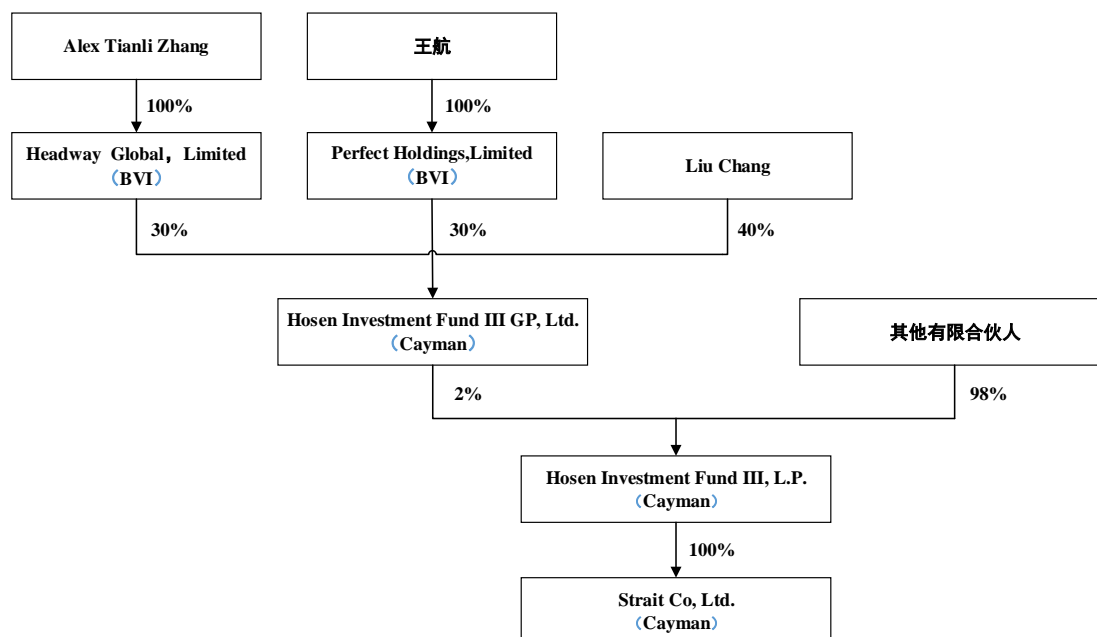 Alex Tianli Zhang
王航
100%
100%
Headway Global，Limited
（BVI）
Perfect Holdings,Limited
（BVI）
Liu Chang
30%
30%
40%
Hosen Investment Fund III GP, Ltd.
（Cayman）
其他有限合伙人
2%
98%
Hosen Investment Fund III, L.P.
（Cayman）
100%
Strait Co, Ltd.
（Cayman）